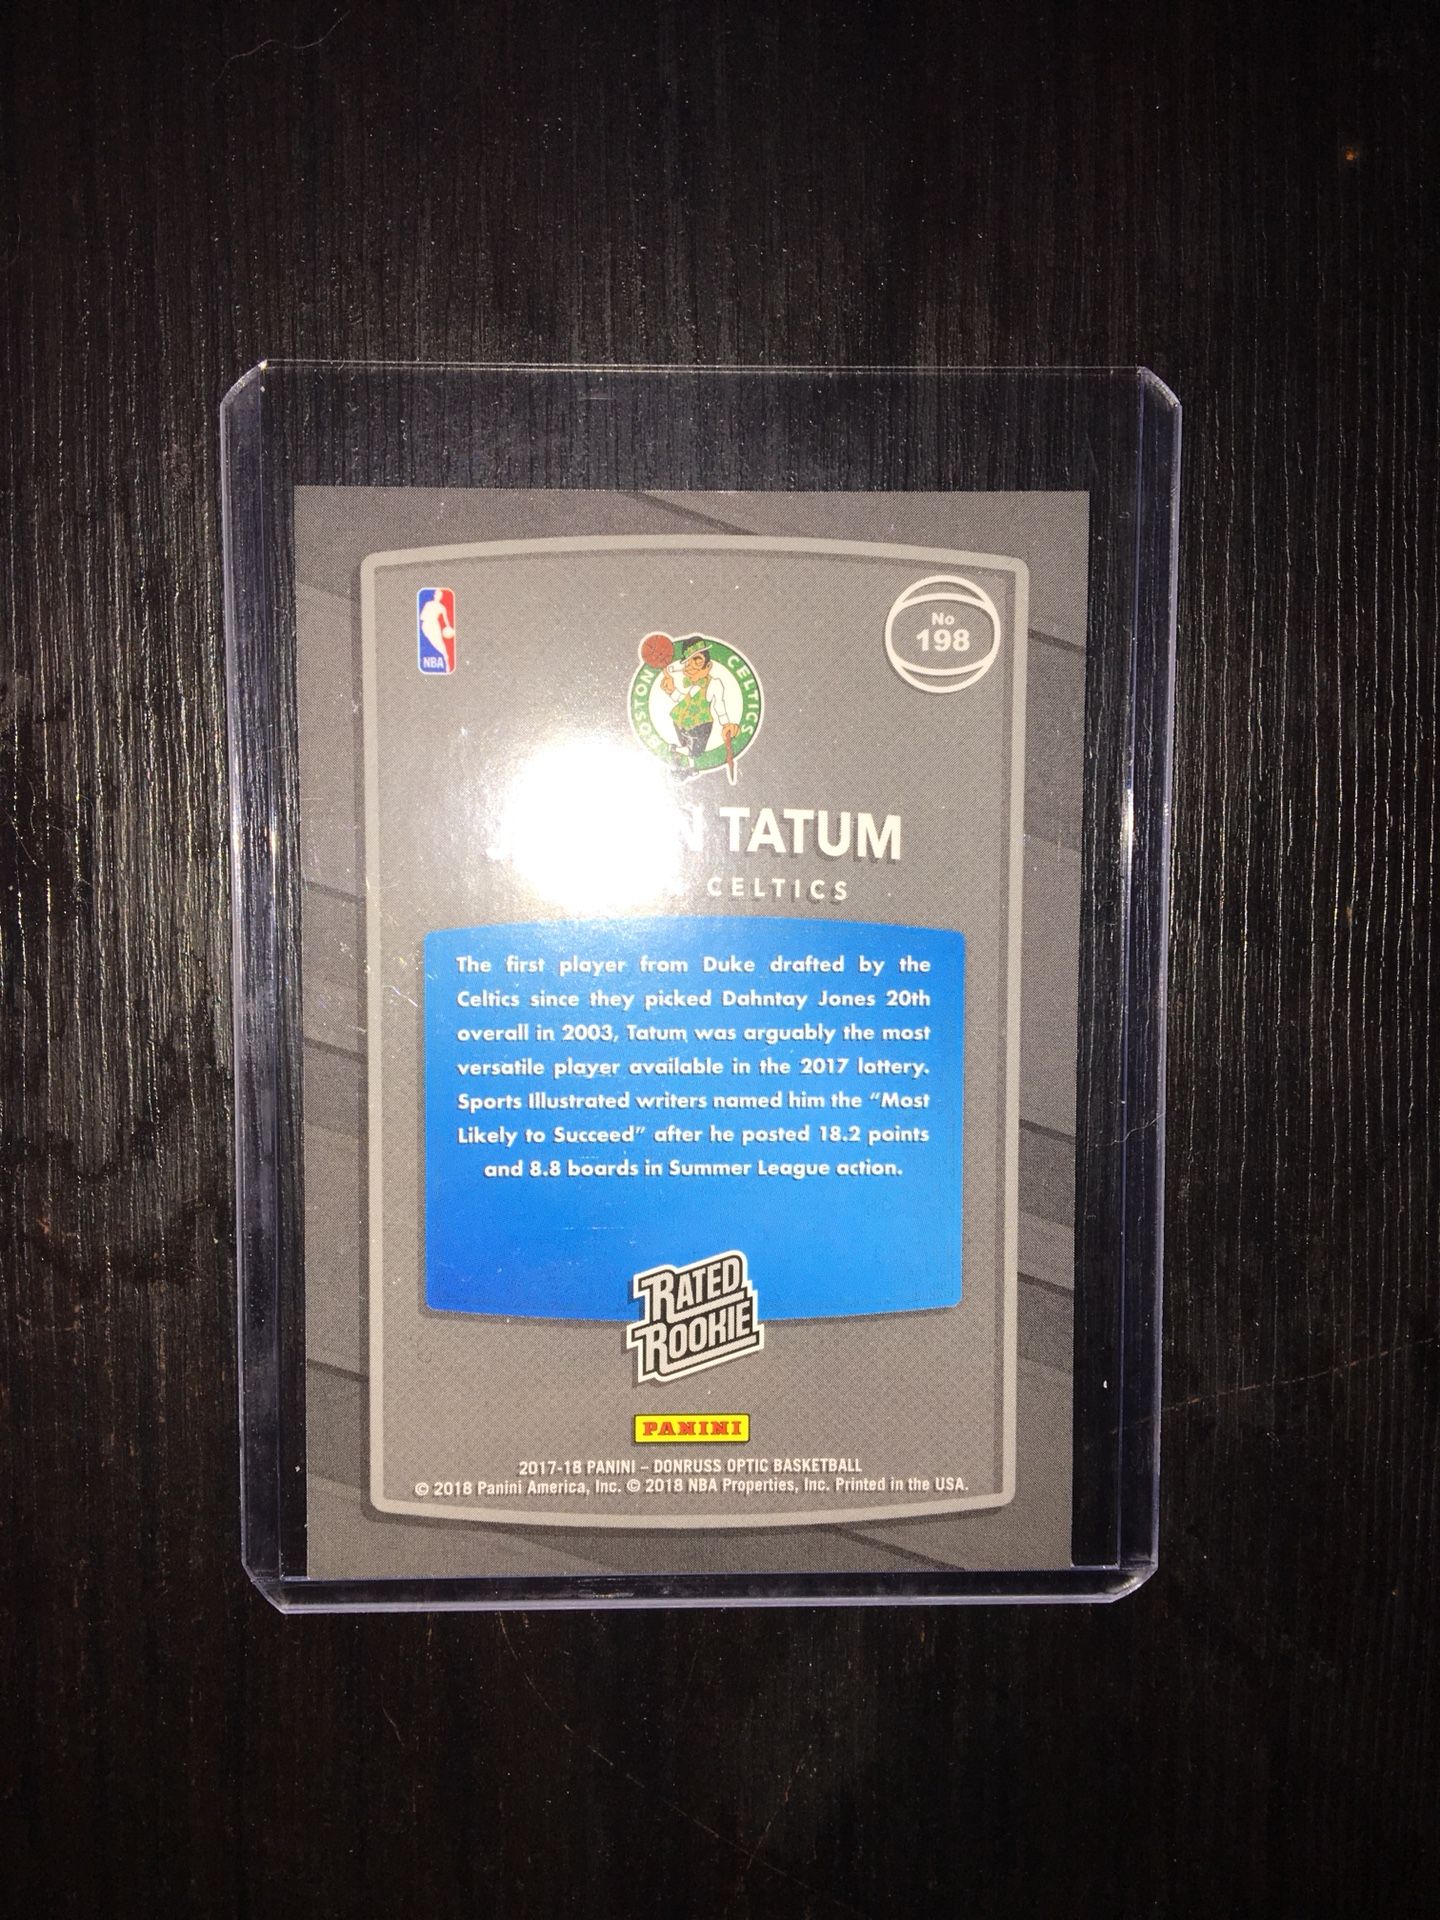 NBA
No
198
BOSTON CELTICS
TATUM
CELTICS
The first player from Duke drafted by the
Celtics since they picked Dahntay Jones 20th
overall in 2003, Tatum was arguably the most
versatile player available in the 2017 lottery.
Sports Illustrated writers named him the “Most
Likely to Succeed” after he posted 18.2 points
and 8.8 boards in Summer League action.
RATED
ROOKIE
PANINI
2017-18 PANINI – DONRUSS OPTIC BASKETBALL
© 2018 Panini America, Inc. © 2018 NBA Properties, Inc. Printed in the USA.